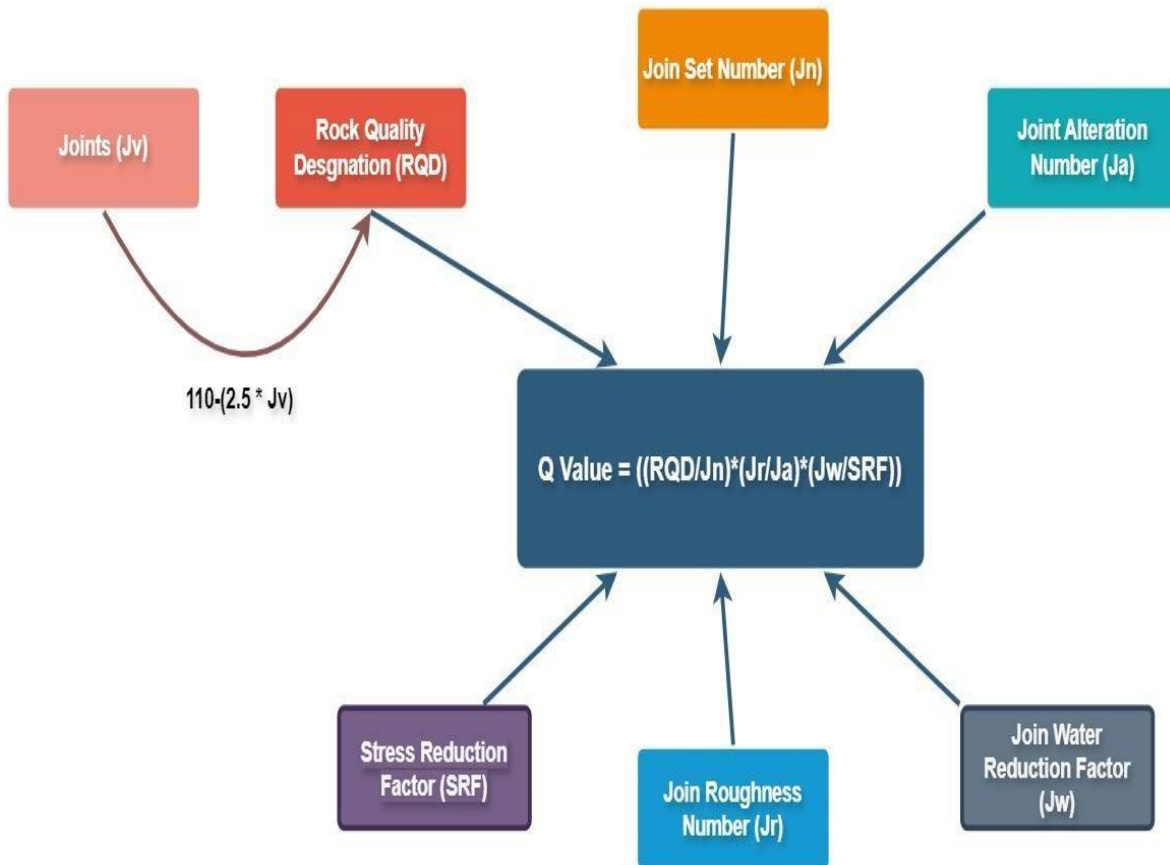 Join Set Number (Jn)
Joints (Jv)
Rock Quality
Desgnation (RQD)
Joint Alteration
Number (Ja)
110-(2.5 * Jv)
Q Value = ((RQD/Jn)*(Jr/Ja)*(Jw/SRF))
Stress Reduction
Factor (SRF)
Join Roughness
Number (Jr)
Join Water
Reduction Factor
(Jw)